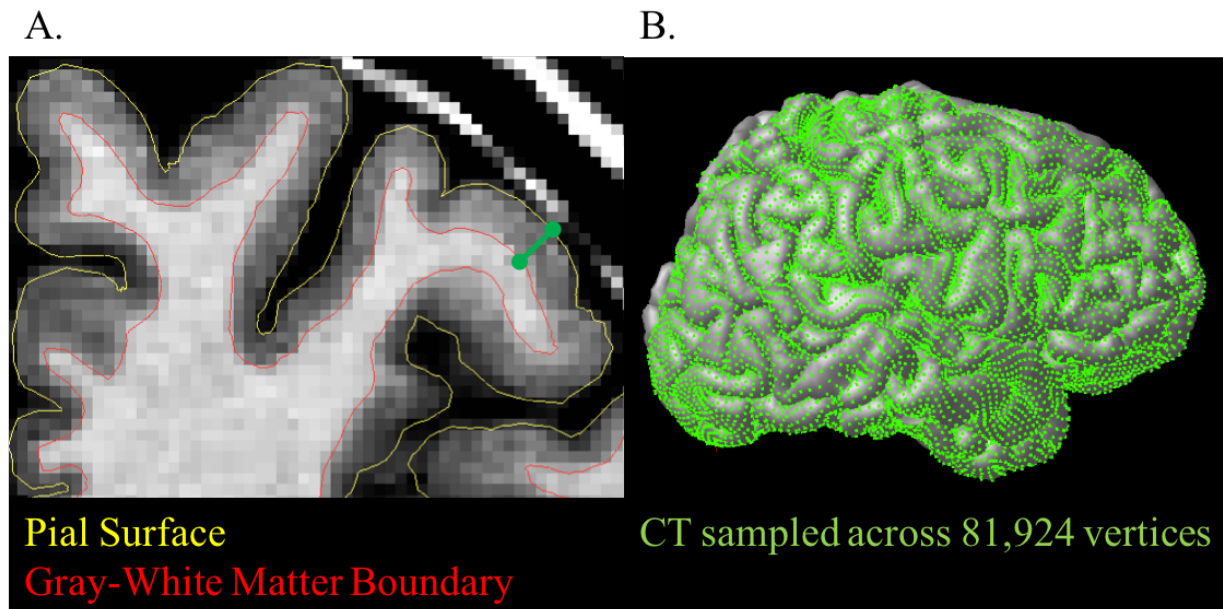 A.
B.
Pial Surface
Gray-White Matter Boundary
CT sampled across 81,924 vertices